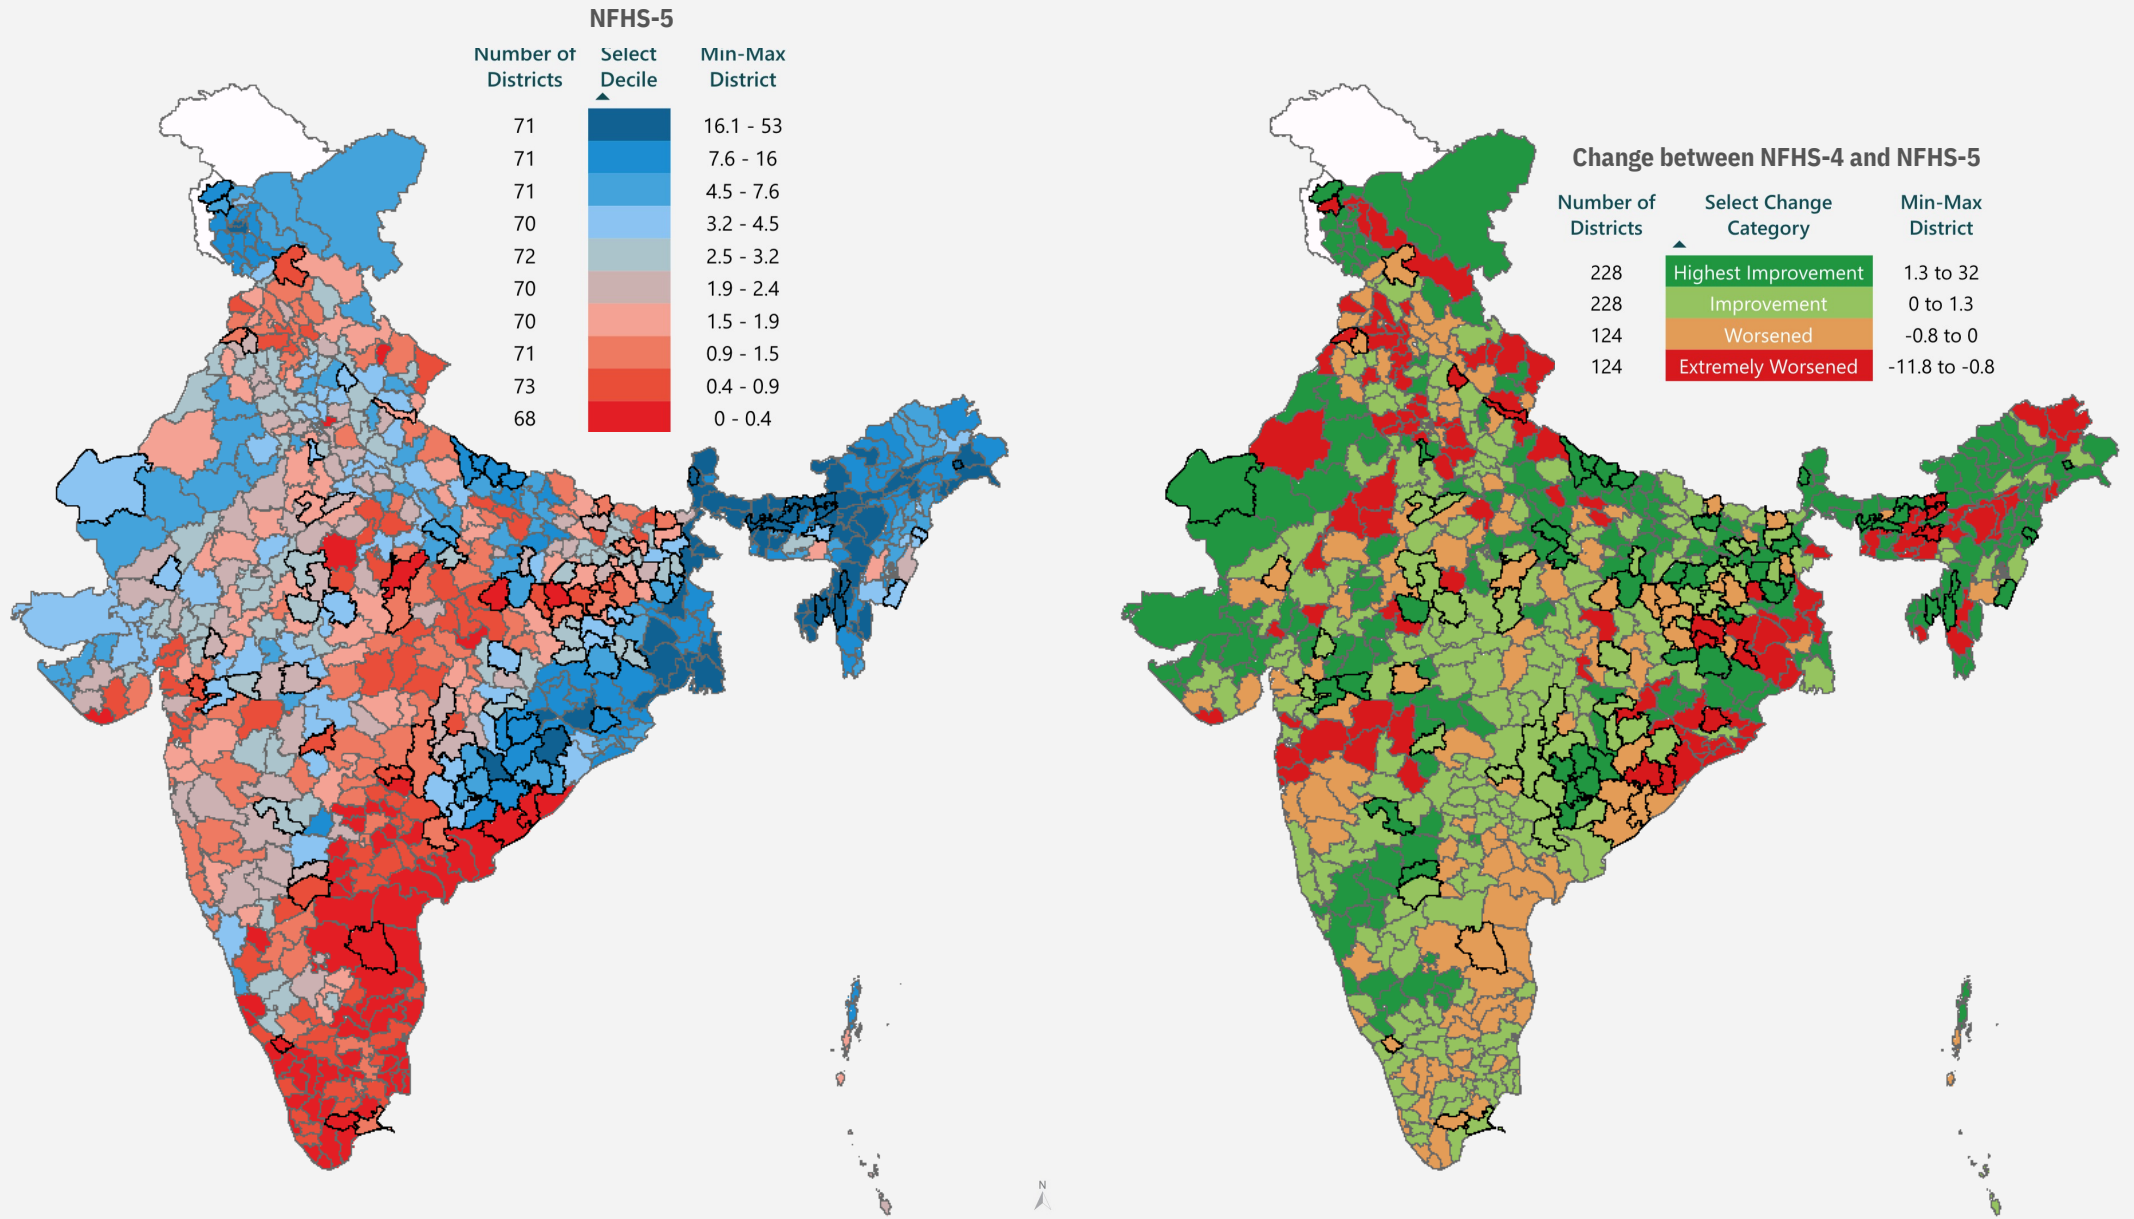 NFHS-5
Number of Select Min-Max
Districts Decile District
71 16.1 - 53
71 7.6 - 16
71 4.5 - 7.6
70 3.2 - 4.5
72 2.5 - 3.2
70 1.9 - 2.4
70 1.5 - 1.9
71 0.9 - 1.5
73 0.4 - 0.9
68 0 - 0.4
Change between NFHS-4 and NFHS-5
Number of Select Change Min-Max
Districts Category District
228 Highest Improvement 1.3 to 32
228 Improvement 0 to 1.3
124 Worsened -0.8 to 0
124 Extremely Worsened -11.8 to -0.8
N